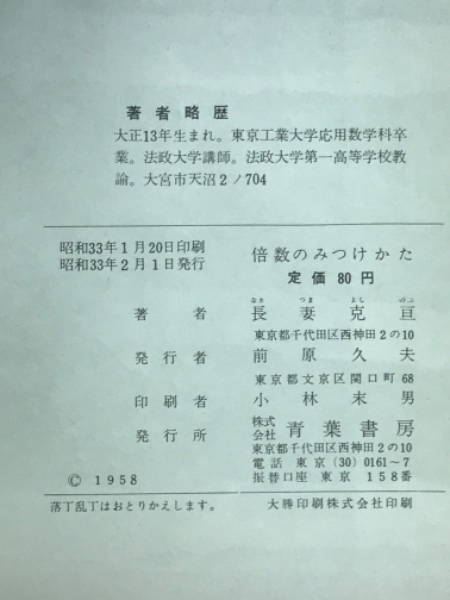 著者略歴
大正13年生まれ。東京工業大学応用数学科卒
業。法政大学講師。法政大学第一高等学校教
諭。大宮市天沼2ノ704
昭和33年1月20日印刷
昭和33年2月1日発行
倍数のみつけかた
定価 80円
なが つま よし のぶ
著者 長妻克亘
東京都千代田区西神田2の10
発行者 前原久夫
東京都文京区関口町68
印刷者 小林末男
発行所 株式会社 青葉書房
東京都千代田区西神田2の10
電話 東京(30)0161~7
振替口座 東京 158番
© 1958
落丁乱丁はおとりかえします。
大勝印刷株式会社印刷